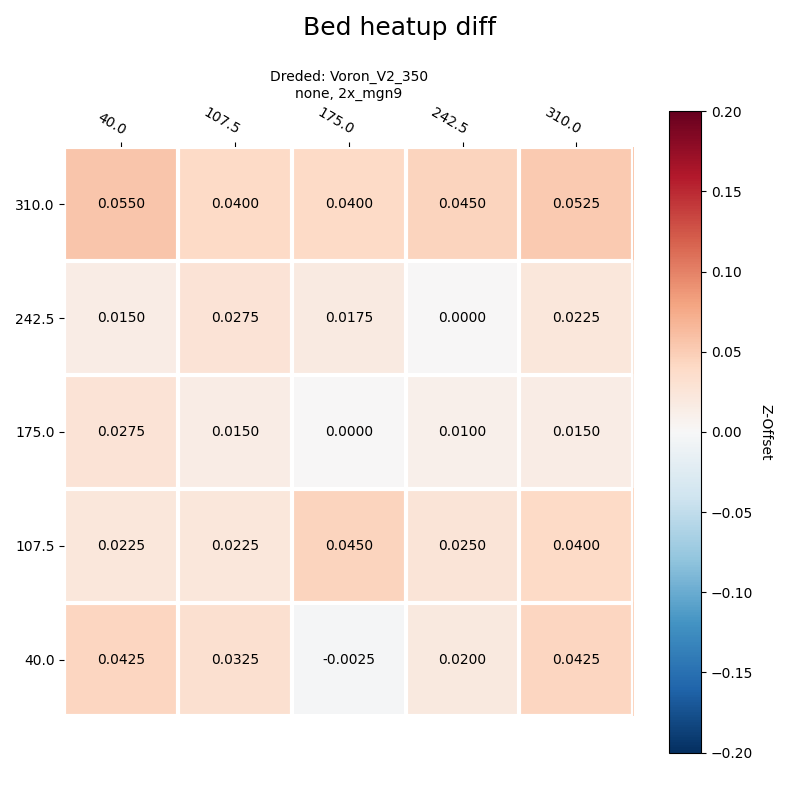 Bed heatup diff
Dreded: Voron_V2_350
none, 2x_mgn9
40.0 107.5 175.0 242.5 310.0
310.0 0.0550 0.0400 0.0400 0.0450 0.0525
242.5 0.0150 0.0275 0.0175 0.0000 0.0225
175.0 0.0275 0.0150 0.0000 0.0100 0.0150
107.5 0.0225 0.0225 0.0450 0.0250 0.0400
40.0 0.0425 0.0325 -0.0025 0.0200 0.0425
0.20
0.15
0.10
0.05
0.00
−0.05
−0.10
−0.15
−0.20
Z-Offset